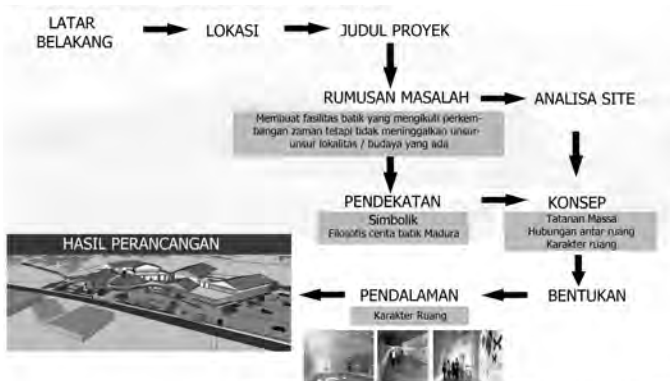 LATAR
BELAKANG
LOKASI
JUDUL PROYEK
RUMUSAN MASALAH
Membuat fasilitas batik yang mengikuti perkem-
bangan zaman tetapi tidak meninggalkan unsur-
unsur lokalitas / budaya yang ada
ANALISA SITE
PENDEKATAN
Simbolik
Filosofis cerita batik Madura
KONSEP
Tatanan Massa
Hubungan antar ruang
Karakter ruang
HASIL PERANCANGAN
PENDALAMAN
Karakter Ruang
BENTUKAN